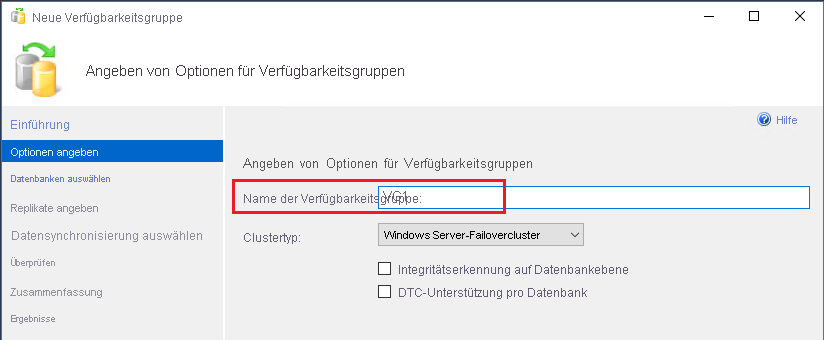 Neue Verfügbarkeitsgruppe
Angeben von Optionen für Verfügbarkeitsgruppen
Einführung
Optionen angeben
Datenbanken auswählen
Replikate angeben
Datensynchronisierung auswählen
Überprüfen
Zusammenfassung
Ergebnisse
Hilfe
Angeben von Optionen für Verfügbarkeitsgruppen
Name der Verfügbarkeitsgruppe: VG1
Clustertyp: Windows Server-Failovercluster
Integritätserkennung auf Datenbankebene
DTC-Unterstützung pro Datenbank